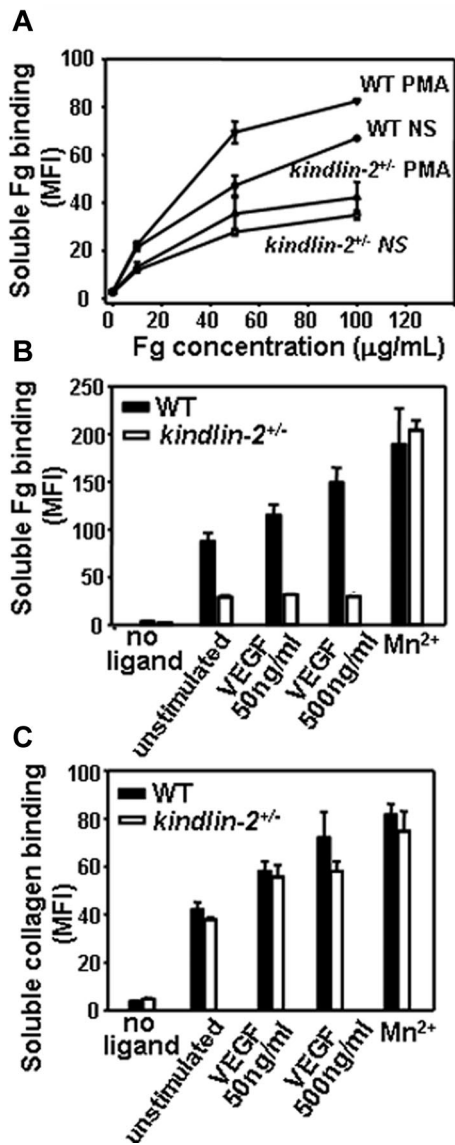 A
Soluble Fg binding
(MFI)
100
80
60
40
20
0
WT PMA
WT NS
kindlin-2+/- PMA
kindlin-2+/- NS
0 20 40 60 80 100 120
Fg concentration (µg/mL)
B
Soluble Fg binding
(MFI)
250
200
150
100
50
0
WT
kindlin-2+/-
no
ligand
unstimulated
VEGF
50ng/ml
VEGF
500ng/ml
Mn2+
C
Soluble collagen binding
(MFI)
100
80
60
40
20
0
WT
kindlin-2+/-
no
ligand
unstimulated
VEGF
50ng/ml
VEGF
500ng/ml
Mn2+